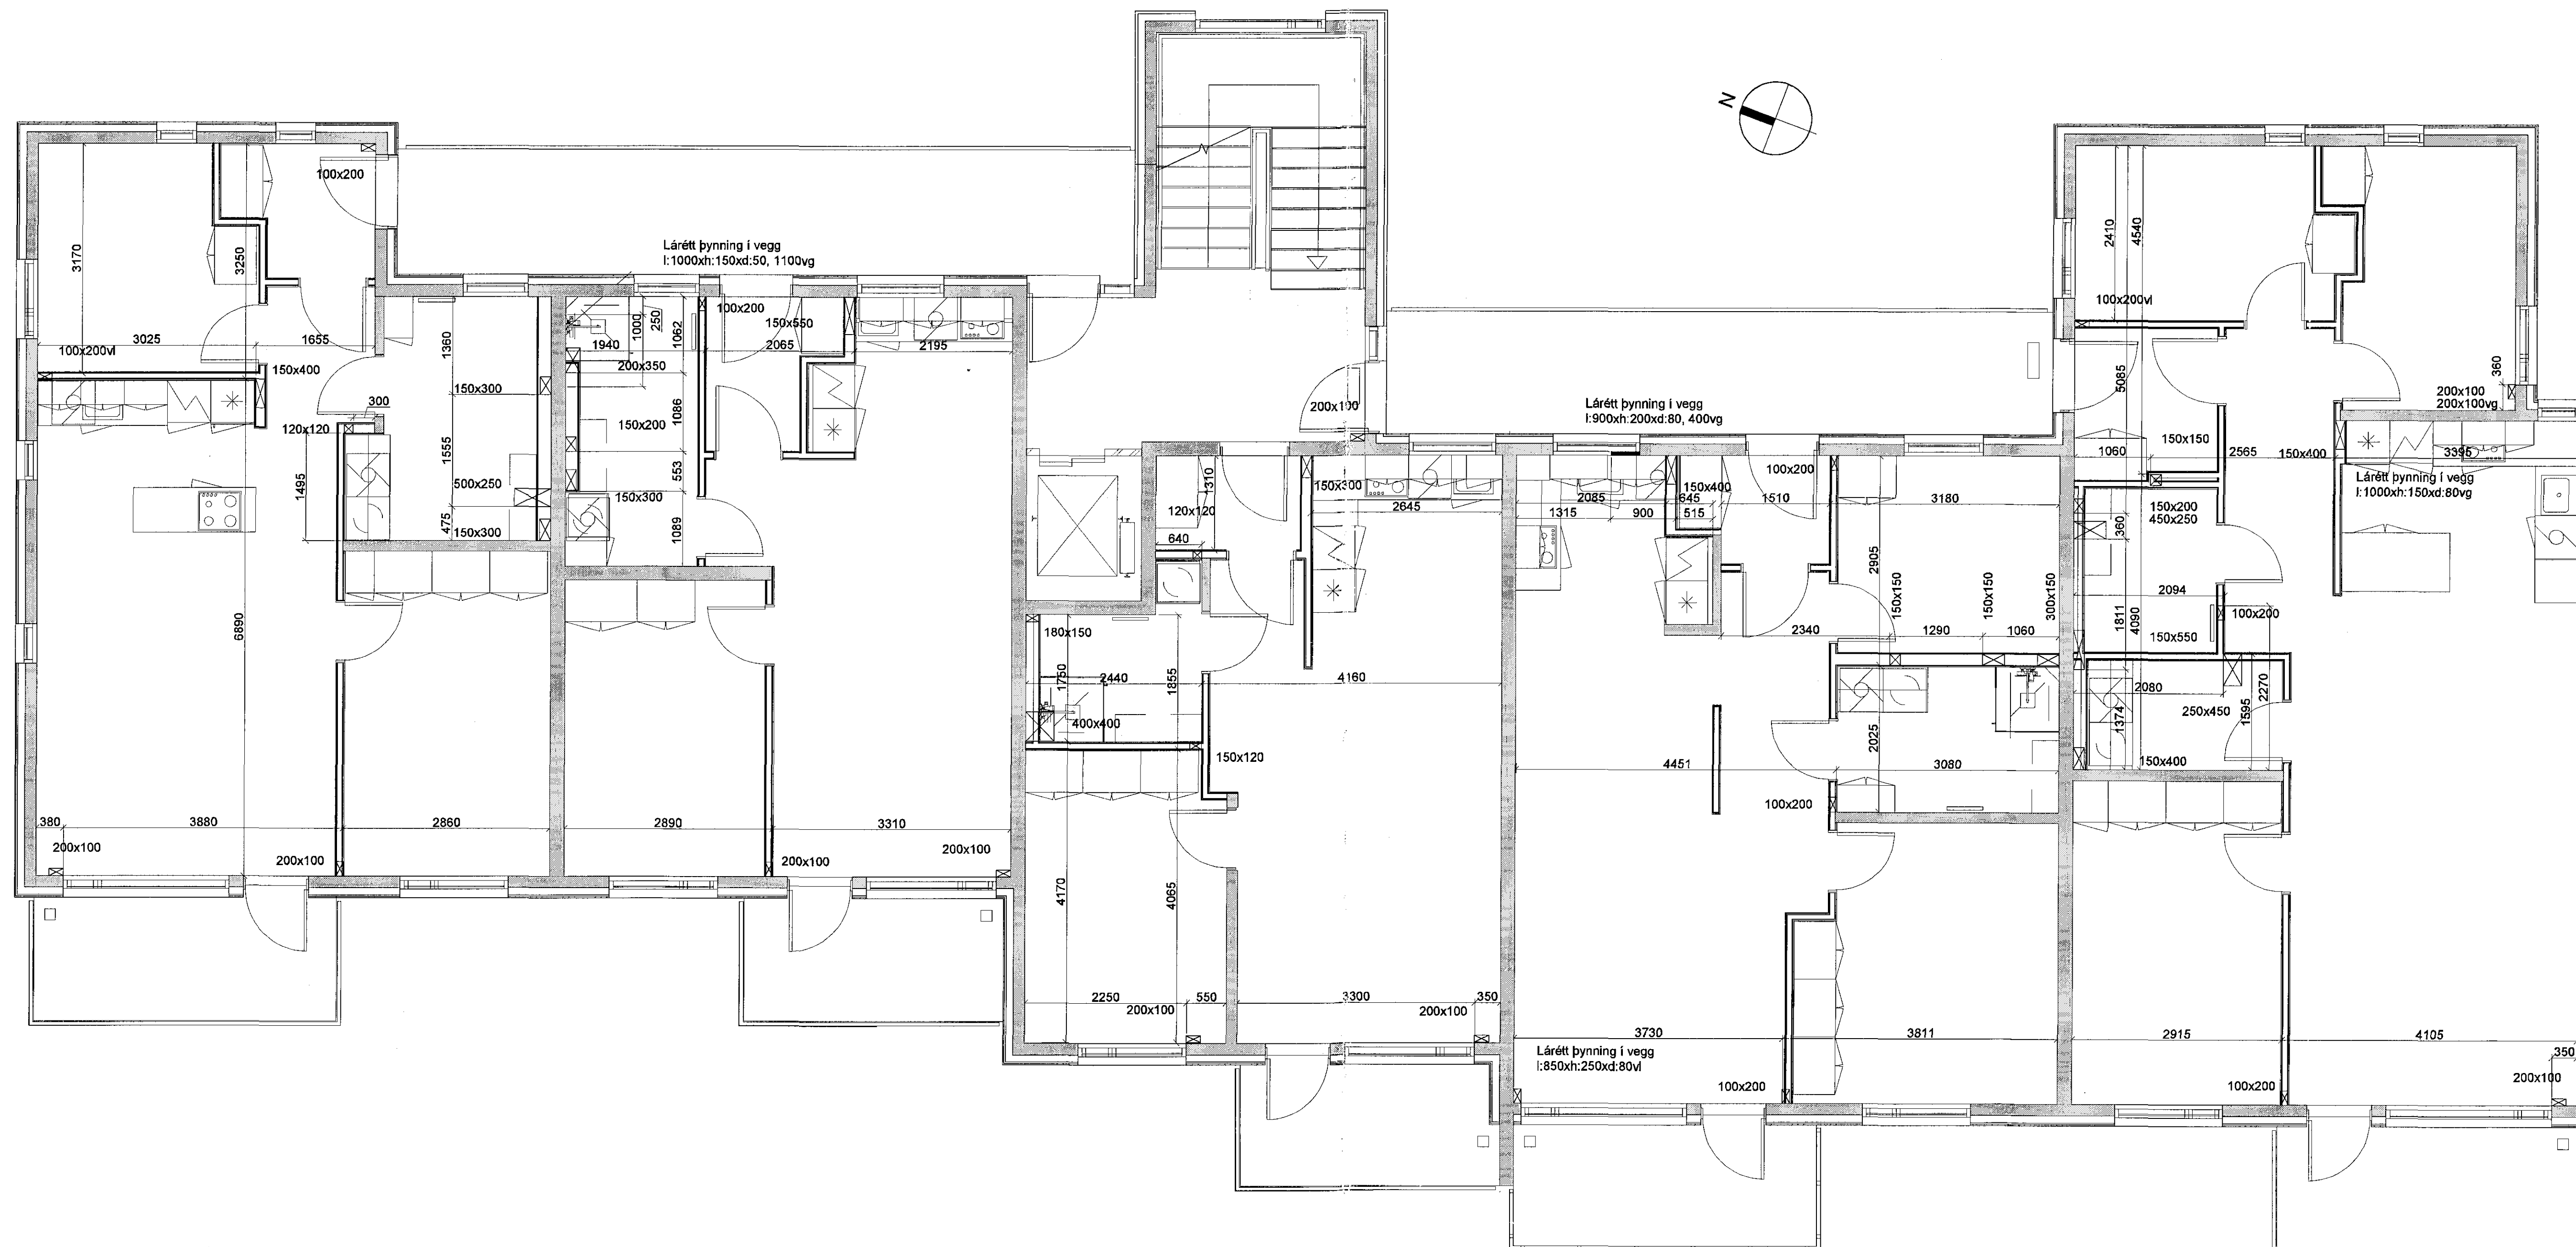 N
100x200
3170
3250
Lárétt þynning í vegg
l:1000xh:150xd:50, 1100vg
3025
1655
100x200vl
150x400
1360
150x300
300
120x120
1495
1555
500x250
475
150x300
6890
380
3880
2860
200x100
200x100
1000
250
1062
100x200
150x550
1940
2065
2195
200x350
1086
150x200
553
150x300
1089
2890
3310
200x100
200x100
200x100
1310
120x120
640
150x300
2645
180x150
1750
2440
1855
4160
400x400
150x120
4170
4065
2250
550
200x100
3300
350
200x100
Lárétt þynning í vegg
l:900xh:200xd:80, 400vg
2085
645
150x400
100x200
1510
3180
1315
900
515
2905
150x150
150x150
300x150
2340
1290
1060
2025
4451
3080
100x200
3730
3811
Lárétt þynning í vegg
l:850xh:250xd:80vl
100x200
2410
4540
100x200vl
5085
360
200x100
200x100vg
150x150
1060
2565
150x400
3395
Lárétt þynning í vegg
l:1000xh:150xd:80vg
150x200
450x250
360
2094
1811
4090
100x200
150x550
2080
2270
250x450
1595
1374
150x400
2915
4105
350
100x200
200x100